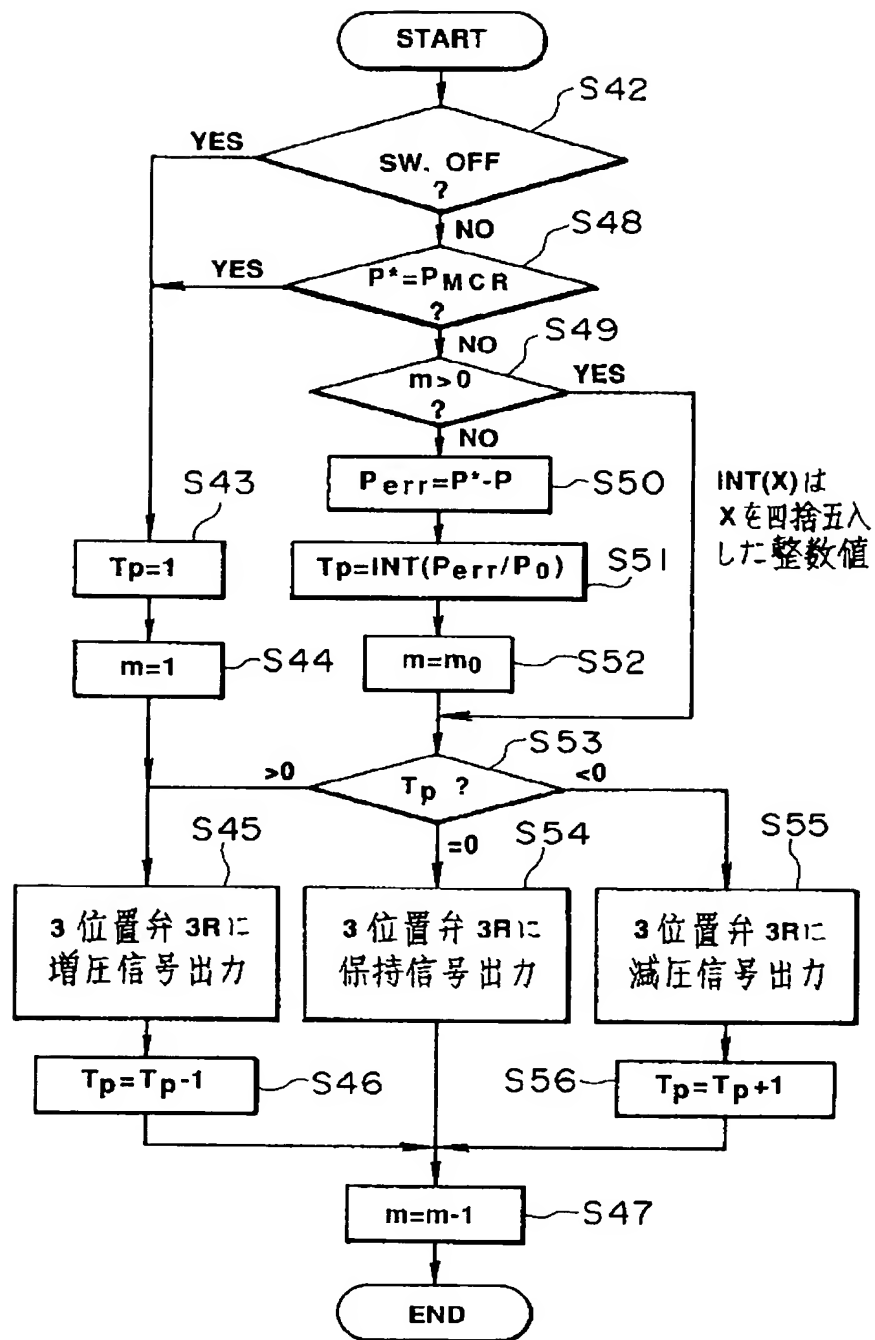 START
S42
YES
SW. OFF
?
NO
S48
YES
P*=PMCR
?
NO
S49
m>0
YES
?
NO
S43
Perr=P*-P
S50
INT(X)は
Xを四捨五入
した整数値
Tp=1
Tp=INT(Perr/P0)
S51
m=1
S44
m=m0
S52
S53
>0
Tp ?
<0
=0
S45
S54
S55
3 位置弁 3Rに
増圧信号出力
3 位置弁 3Rに
保持信号出力
3 位置弁 3Rに
減圧信号出力
Tp=Tp-1
S46
S56
Tp=Tp+1
m=m-1
S47
END